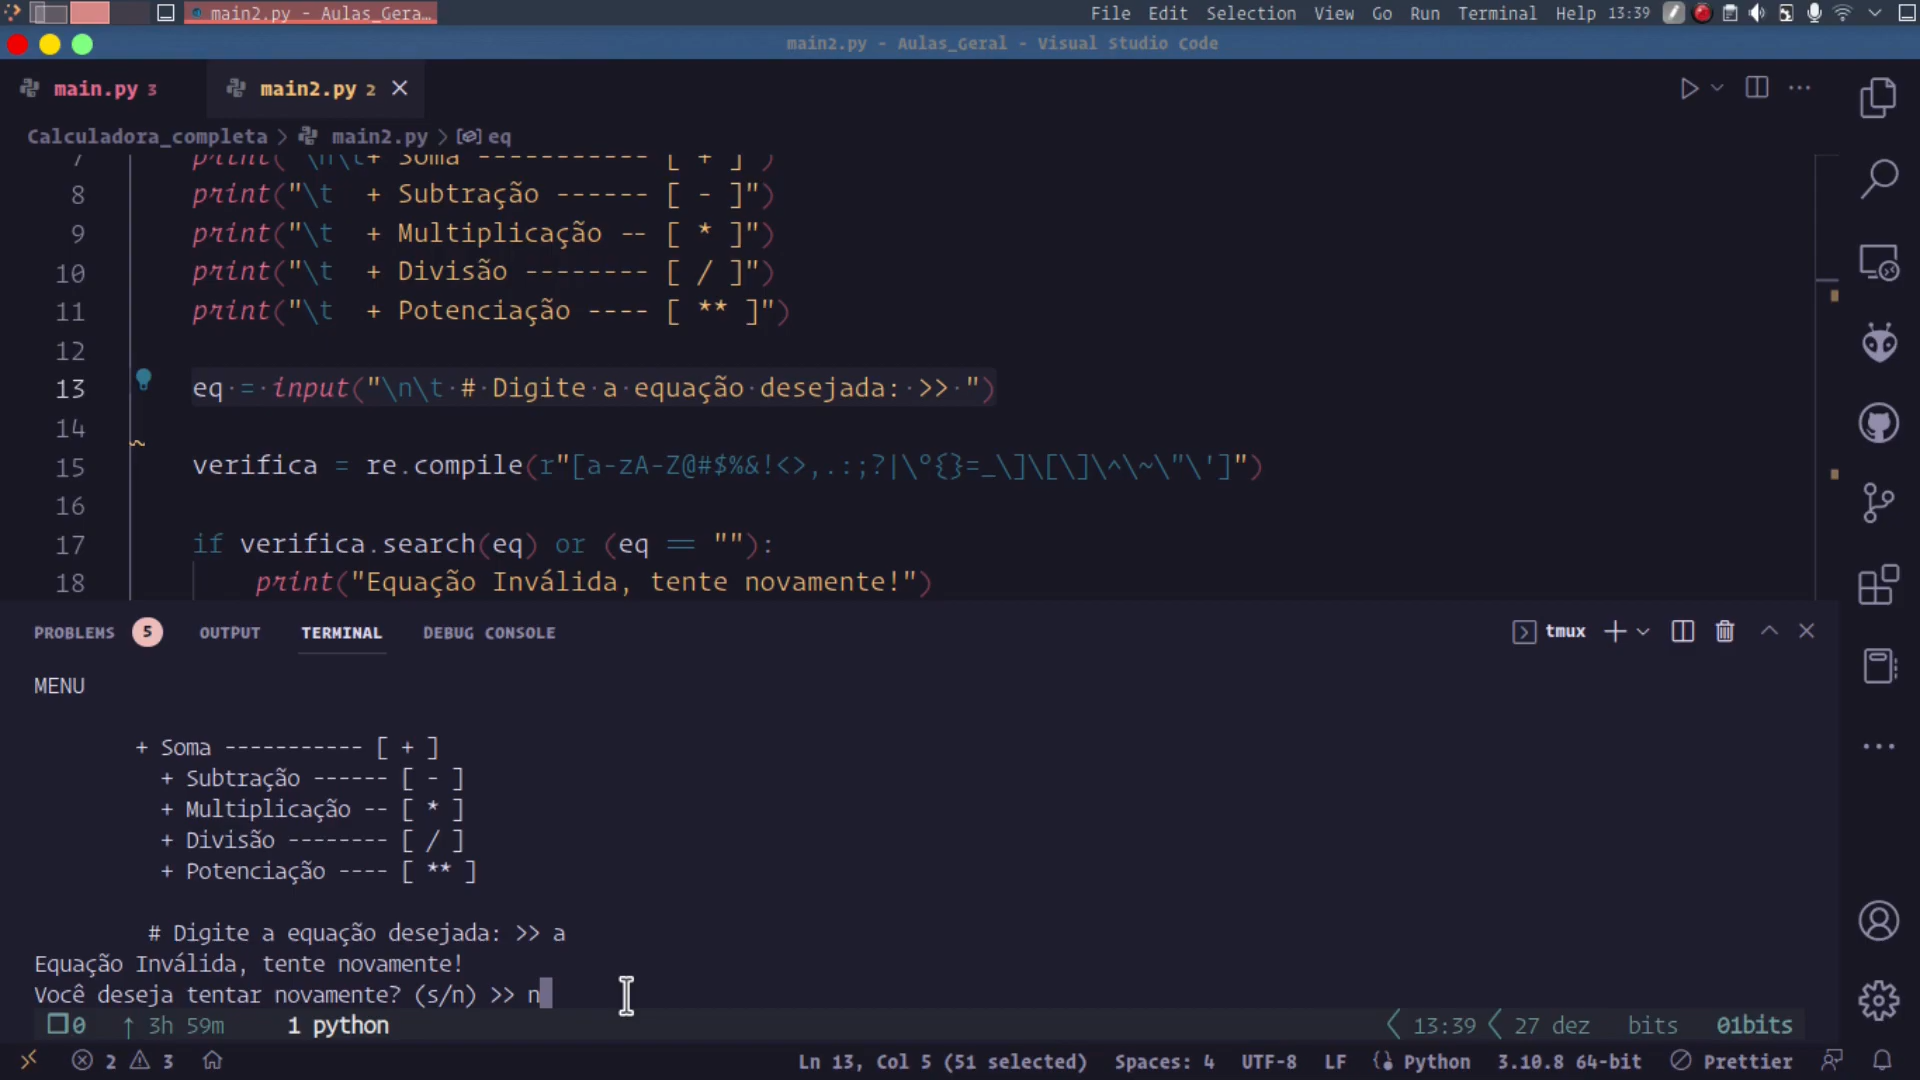 main2.py - Aulas_Gera…
File Edit Selection View Go Run Terminal Help 13:39
main2.py - Aulas_Geral - Visual Studio Code
main.py 3
main2.py 2
Calculadora_completa > main2.py > eq
7 print("\n\t+ Soma ----------- [ + ]")
8 print("\t  + Subtração ------ [ - ]")
9 print("\t  + Multiplicação -- [ * ]")
10 print("\t  + Divisão -------- [ / ]")
11 print("\t  + Potenciação ---- [ ** ]")
12
13 eq = input("\n\t # Digite a equação desejada: >> ")
14
15 verifica = re.compile(r"[a-zA-Z@#$%&!<>,.:;?|\°{}=_\]\[\]\^\~\"\']")
16
17 if verifica.search(eq) or (eq == ""):
18 print("Equação Inválida, tente novamente!")
PROBLEMS 5 OUTPUT TERMINAL DEBUG CONSOLE
tmux
MENU
+ Soma ----------- [ + ]
+ Subtração ------ [ - ]
+ Multiplicação -- [ * ]
+ Divisão -------- [ / ]
+ Potenciação ---- [ ** ]
# Digite a equação desejada: >> a
Equação Inválida, tente novamente!
Você deseja tentar novamente? (s/n) >> n
0 ↑ 3h 59m 1 python
13:39 27 dez bits 01bits
2 3
Ln 13, Col 5 (51 selected) Spaces: 4 UTF-8 LF Python 3.10.8 64-bit Prettier